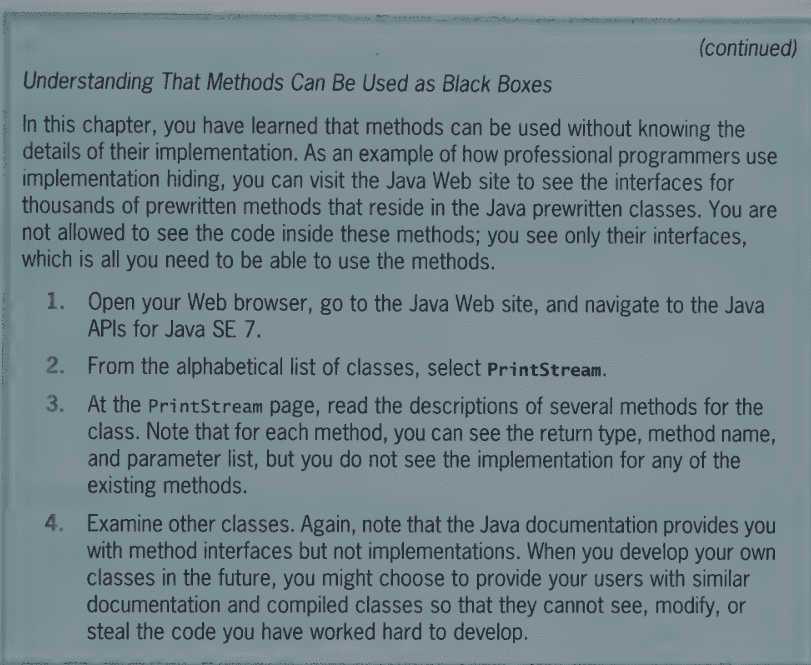 (continued)
Understanding That Methods Can Be Used as Black Boxes
In this chapter, you have learned that methods can be used without knowing the
details of their implementation. As an example of how professional programmers use
implementation hiding, you can visit the Java Web site to see the interfaces for
thousands of prewritten methods that reside in the Java prewritten classes. You are
not allowed to see the code inside these methods; you see only their interfaces,
which is all you need to be able to use the methods.
1. Open your Web browser, go to the Java Web site, and navigate to the Java
APIs for Java SE 7.
2. From the alphabetical list of classes, select PrintStream.
3. At the PrintStream page, read the descriptions of several methods for the
class. Note that for each method, you can see the return type, method name,
and parameter list, but you do not see the implementation for any of the
existing methods.
4. Examine other classes. Again, note that the Java documentation provides you
with method interfaces but not implementations. When you develop your own
classes in the future, you might choose to provide your users with similar
documentation and compiled classes so that they cannot see, modify, or
steal the code you have worked hard to develop.